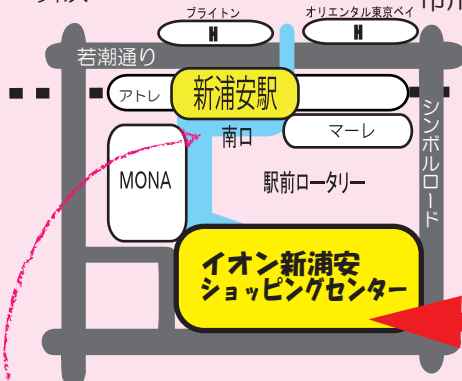 ブライトン
オリエンタル東京ベイ
H
H
若潮通り
アトレ
新浦安駅
南口
マーレ
シンボルロード
MONA
駅前ロータリー
イオン新浦安
ショッピングセンター